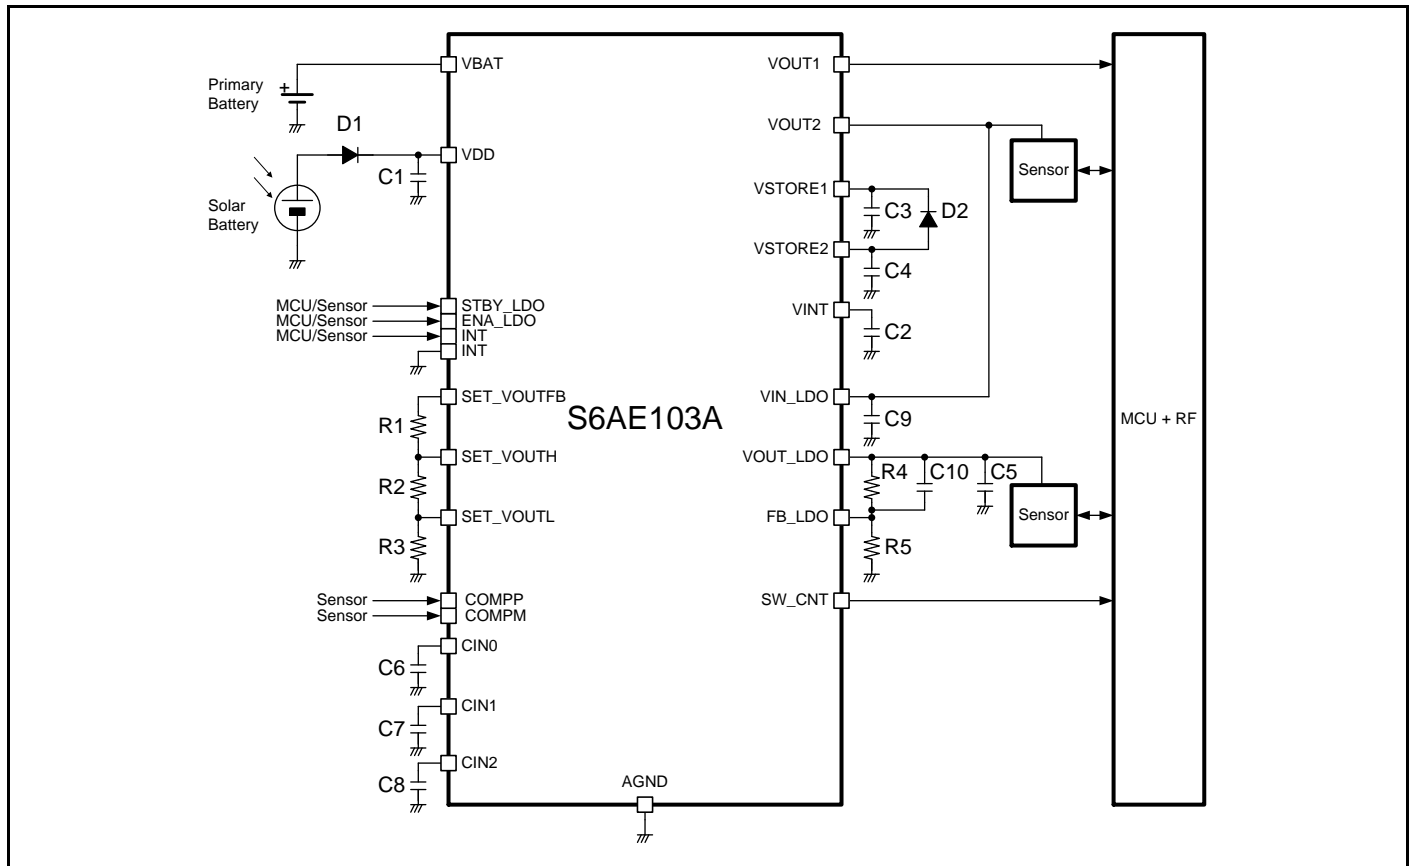 VBAT
VOUT1
Primary
Battery
+
D1
VOUT2
VDD
C1
Sensor
Solar
Battery
VSTORE1
C3
D2
VSTORE2
C4
MCU/Sensor
STBY_LDO
MCU/Sensor
ENA_LDO
MCU/Sensor
INT
INT
VINT
C2
SET_VOUTFB
R1
S6AE103A
VIN_LDO
C9
MCU + RF
SET_VOUTH
R2
VOUT_LDO
R4
C10
C5
SET_VOUTL
R3
FB_LDO
R5
Sensor
Sensor
COMPP
Sensor
COMPM
SW_CNT
CIN0
C6
CIN1
C7
CIN2
C8
AGND